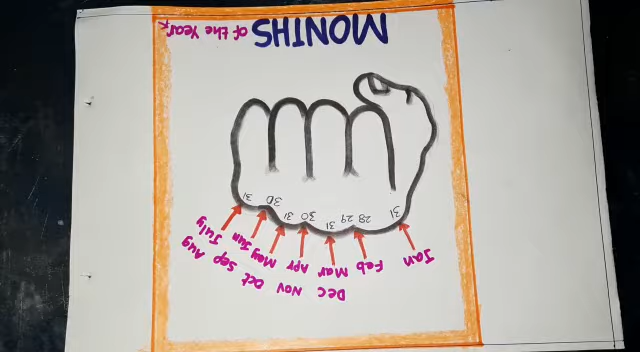 Dec Nov Oct Sep Aug
Jan Feb Mar Apr May Jun July
31 28 29 31 30 31 30 31
MONTHS of the Year